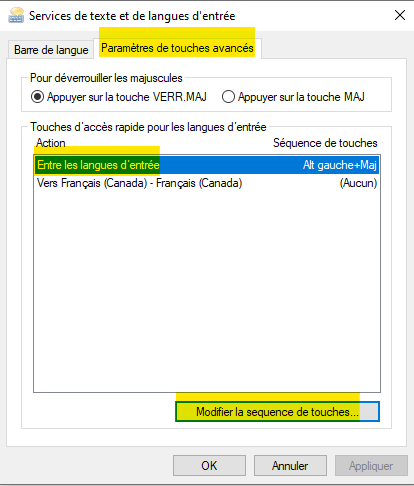 Services de texte et de langues d'entrée
Barre de langue Paramètres de touches avancés
Pour déverrouiller les majuscules
Appuyer sur la touche VERR.MAJ Appuyer sur la touche MAJ
Touches d'accès rapide pour les langues d'entrée
Action Séquence de touches
Entre les langues d'entrée Alt gauche+Maj
Vers Français (Canada) - Français (Canada) (Aucun)
Modifier la sequence de touches...
OK Annuler Appliquer